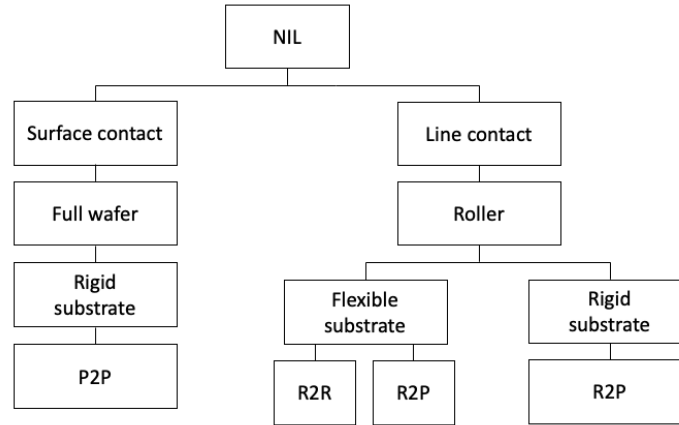 NIL
Surface contact
Line contact
Full wafer
Roller
Rigid
substrate
Flexible
substrate
Rigid
substrate
P2P
R2R
R2P
R2P